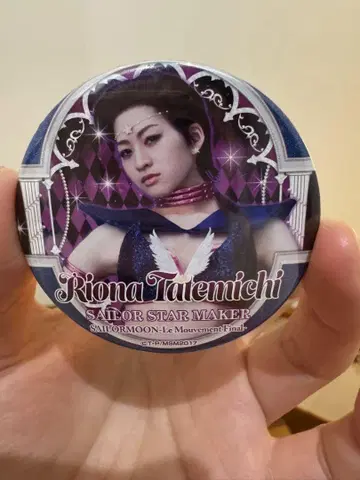 Riona Tatemichi
SAILOR STAR MAKER
-SAILORMOON-Le Mouvement Final-
©T・P/MSM2017